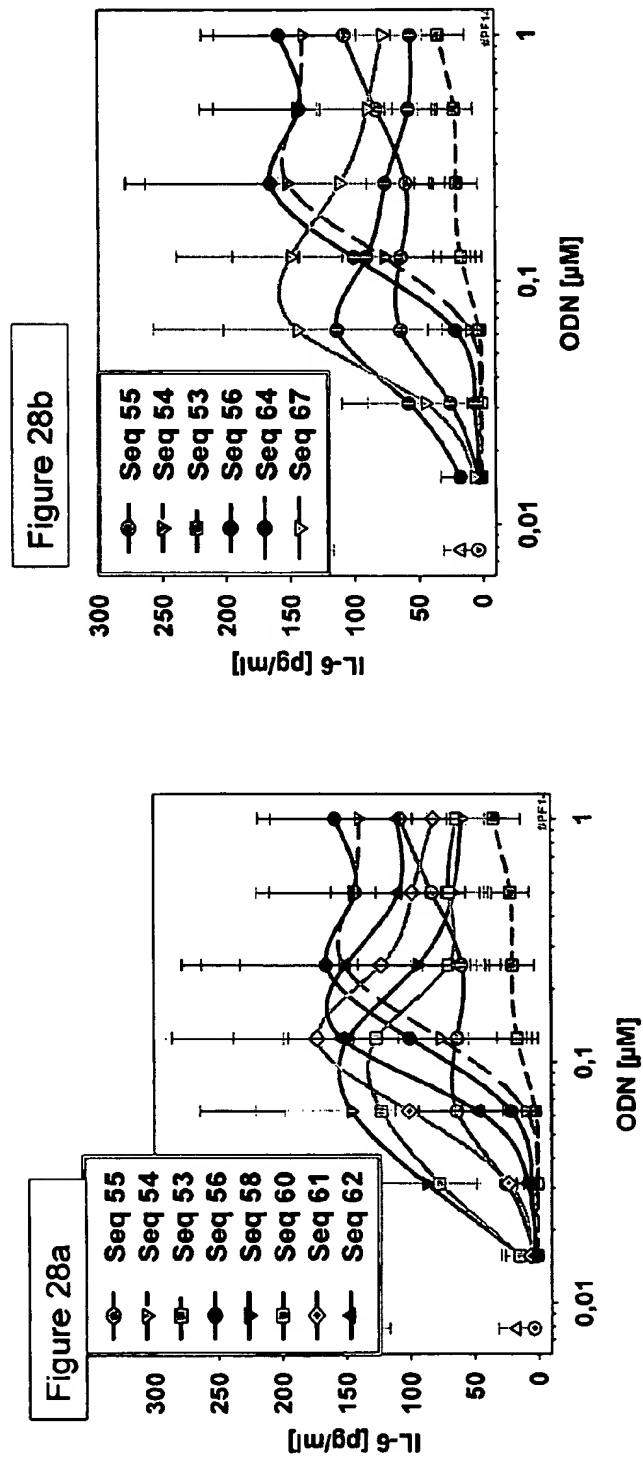 Figure 28a
Seq 55
Seq 54
Seq 53
Seq 56
Seq 58
Seq 60
Seq 61
Seq 62
300
250
200
150
100
50
0
IL-6 [pg/ml]
0,01
0,1
1
ODN [µM]
Figure 28b
Seq 55
Seq 54
Seq 53
Seq 56
Seq 64
Seq 67
300
250
200
150
100
50
0
IL-6 [pg/ml]
0,01
0,1
1
ODN [µM]